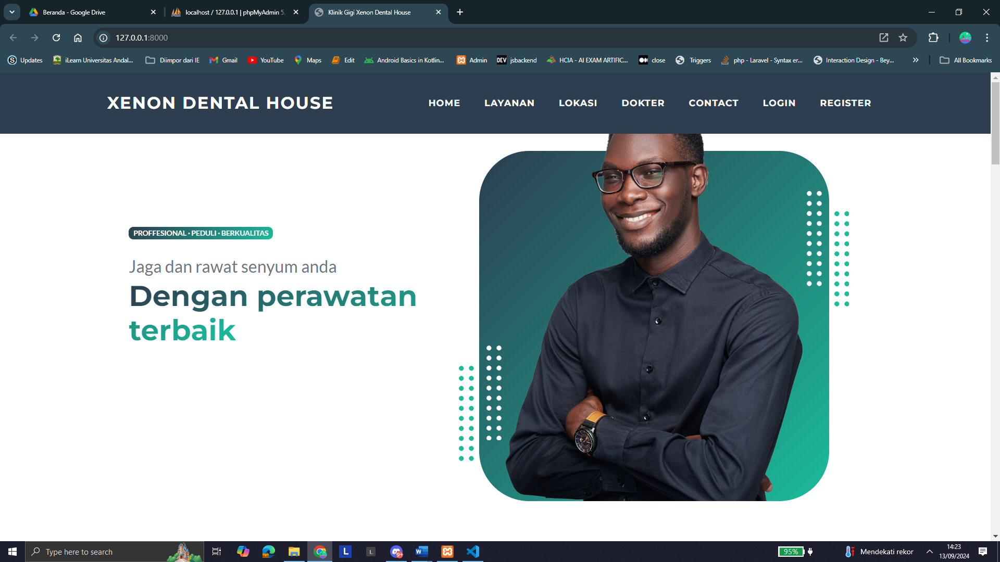 Beranda - Google Drive
localhost / 127.0.0.1 | phpMyAdmin 5.
Klinik Gigi Xenon Dental House
127.0.0.1:8000
Updates
iLearn Universitas Andal...
Diimpor dari IE
Gmail
YouTube
Maps
Edit
Android Basics in Kotlin...
Admin
DEV jsbackend
HCIA - AI EXAM ARTIFIC...
close
Triggers
php - Laravel - Syntax er...
Interaction Design - Bey...
All Bookmarks
XENON DENTAL HOUSE
HOME
LAYANAN
LOKASI
DOKTER
CONTACT
LOGIN
REGISTER
PROFFESIONAL · PEDULI · BERKUALITAS
Jaga dan rawat senyum anda
Dengan perawatan
terbaik
Type here to search
L
L
9+
W
95%
Mendekati rekor
14:23
13/09/2024